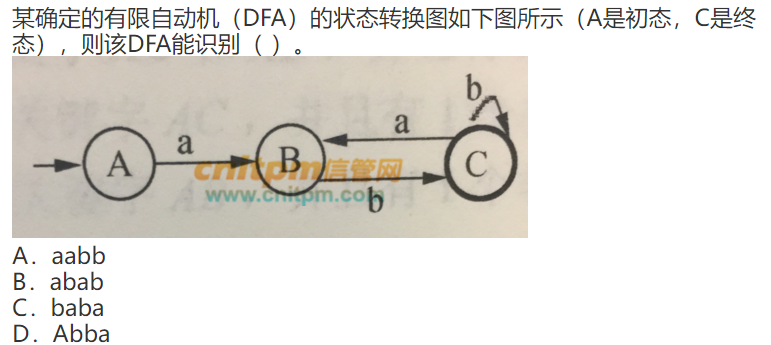 某确定的有限自动机（DFA）的状态转换图如下图所示（A是初态，C是终
态），则该DFA能识别（ ）。
b
a
a
A
B
C
b
cnitpm信管网
www.cnitpm.com
A．aabb
B．abab
C．baba
D．Abba